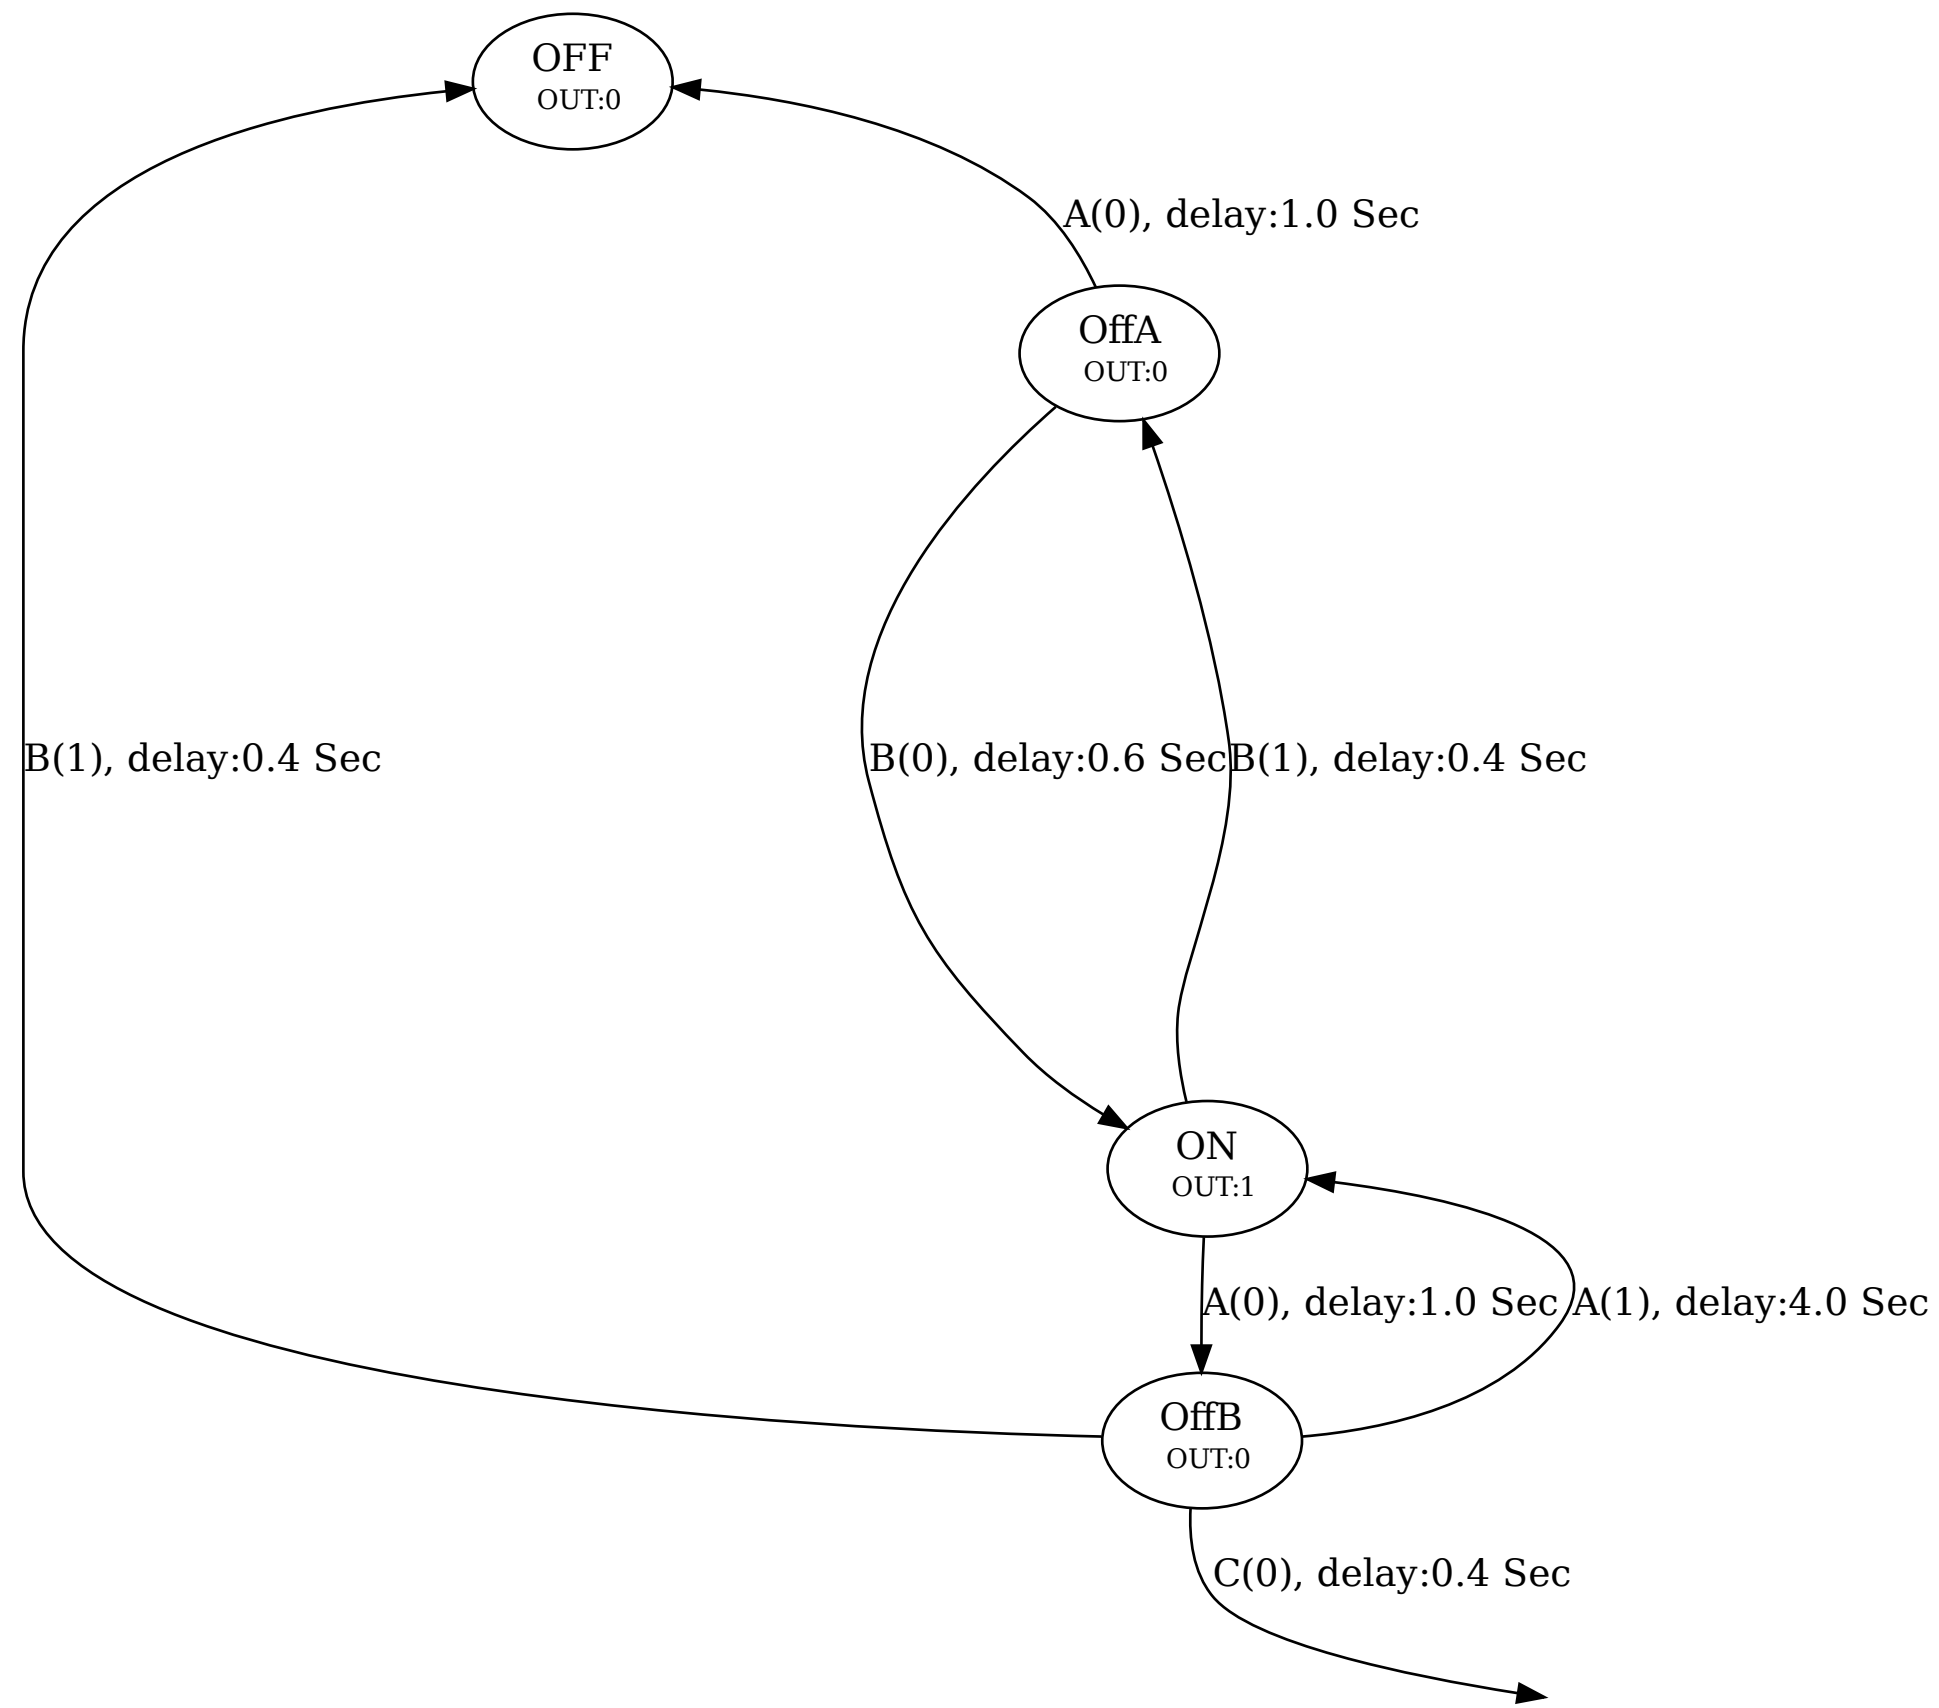 OFF
OUT:0
A(0), delay:1.0 Sec
OffA
OUT:0
B(1), delay:0.4 Sec
B(0), delay:0.6 Sec
B(1), delay:0.4 Sec
ON
OUT:1
A(0), delay:1.0 Sec
A(1), delay:4.0 Sec
OffB
OUT:0
C(0), delay:0.4 Sec